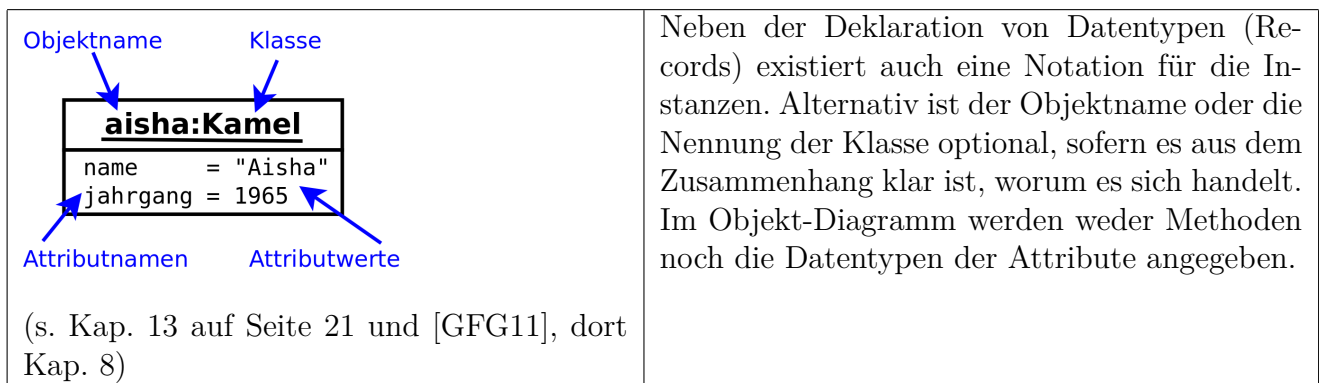 Objektname Klasse
aisha:Kamel
name = "Aisha"
jahrgang = 1965
Attributnamen Attributwerte
(s. Kap. 13 auf Seite 21 und [GFG11], dort
Kap. 8)
Neben der Deklaration von Datentypen (Re-
cords) existiert auch eine Notation für die In-
stanzen. Alternativ ist der Objektname oder die
Nennung der Klasse optional, sofern es aus dem
Zusammenhang klar ist, worum es sich handelt.
Im Objekt-Diagramm werden weder Methoden
noch die Datentypen der Attribute angegeben.